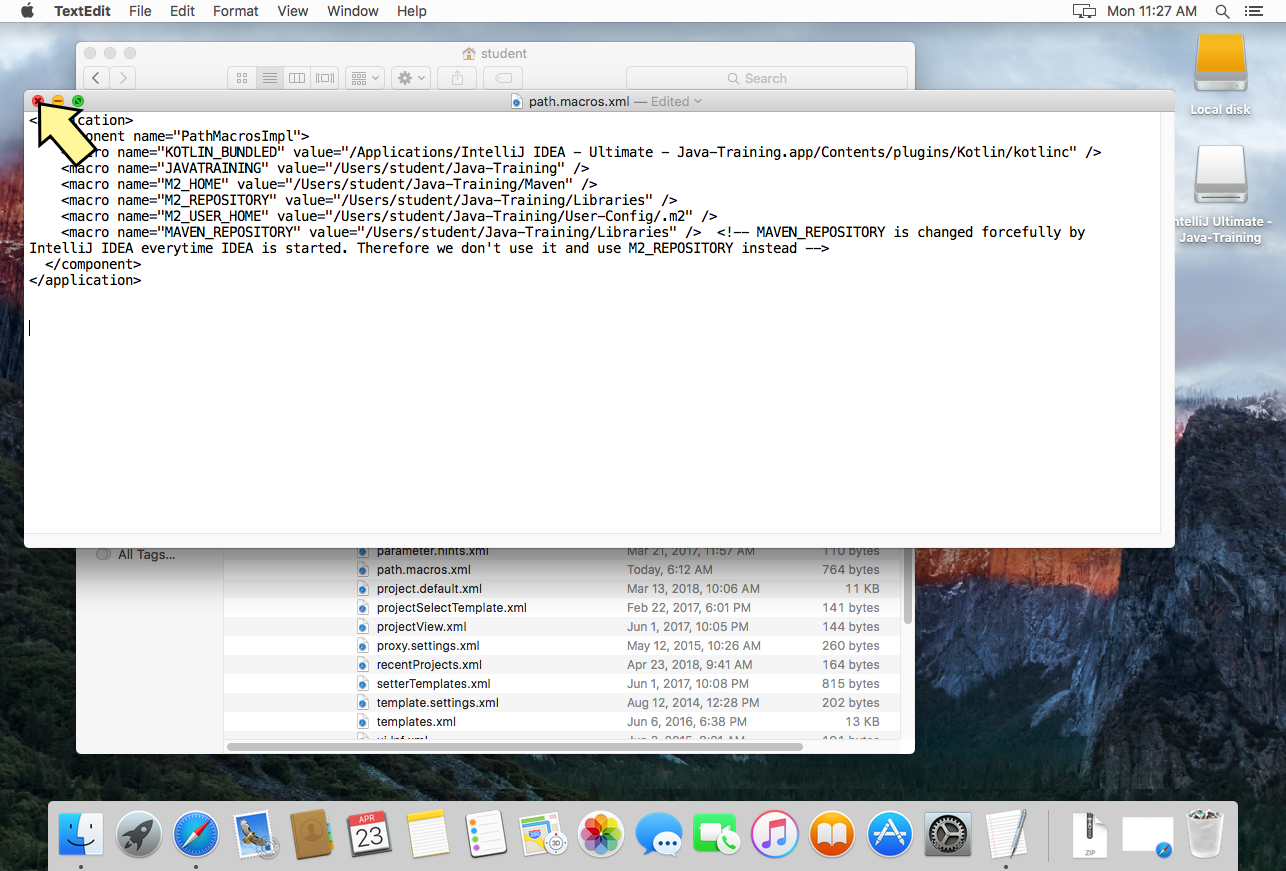 TextEdit File Edit Format View Window Help Mon 11:27 AM
student
Search
path.macros.xml — Edited
<application>
<component name="PathMacrosImpl">
<macro name="KOTLIN_BUNDLED" value="/Applications/IntelliJ IDEA - Ultimate - Java-Training.app/Contents/plugins/Kotlin/kotlinc" />
<macro name="JAVATRAINING" value="/Users/student/Java-Training" />
<macro name="M2_HOME" value="/Users/student/Java-Training/Maven" />
<macro name="M2_REPOSITORY" value="/Users/student/Java-Training/Libraries" />
<macro name="M2_USER_HOME" value="/Users/student/Java-Training/User-Config/.m2" />
<macro name="MAVEN_REPOSITORY" value="/Users/student/Java-Training/Libraries" /> <!-- MAVEN_REPOSITORY is changed forcefully by
IntelliJ IDEA everytime IDEA is started. Therefore we don't use it and use M2_REPOSITORY instead -->
</component>
</application>
Local disk
ntelliJ Ultimate -
Java-Training
All Tags...
parameter.hints.xml Mar 21, 2017, 11:57 AM 110 bytes
path.macros.xml Today, 6:12 AM 764 bytes
project.default.xml Mar 13, 2018, 10:06 AM 11 KB
projectSelectTemplate.xml Feb 22, 2017, 6:01 PM 141 bytes
projectView.xml Jun 1, 2017, 10:05 PM 144 bytes
proxy.settings.xml May 12, 2015, 10:26 AM 260 bytes
recentProjects.xml Apr 23, 2018, 9:41 AM 164 bytes
setterTemplates.xml Jun 1, 2017, 10:08 PM 815 bytes
template.settings.xml Aug 12, 2014, 12:28 PM 202 bytes
templates.xml Jun 6, 2016, 6:38 PM 13 KB
APR
23
3D
ZIP